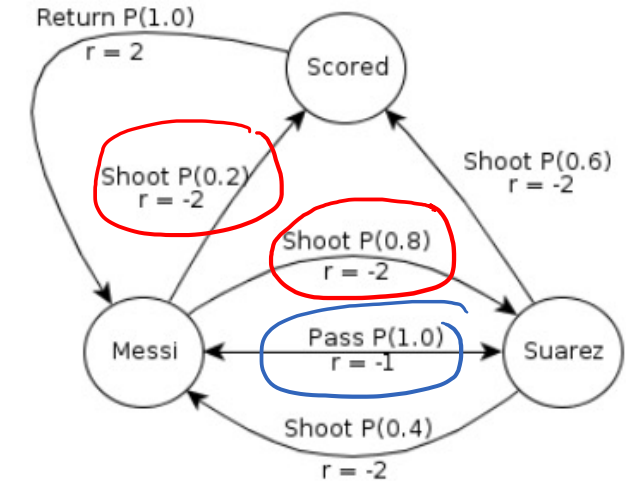 Return P(1.0)
r = 2
Scored
Shoot P(0.2)
r = -2
Shoot P(0.6)
r = -2
Shoot P(0.8)
r = -2
Messi
Pass P(1.0)
r = -1
Suarez
Shoot P(0.4)
r = -2